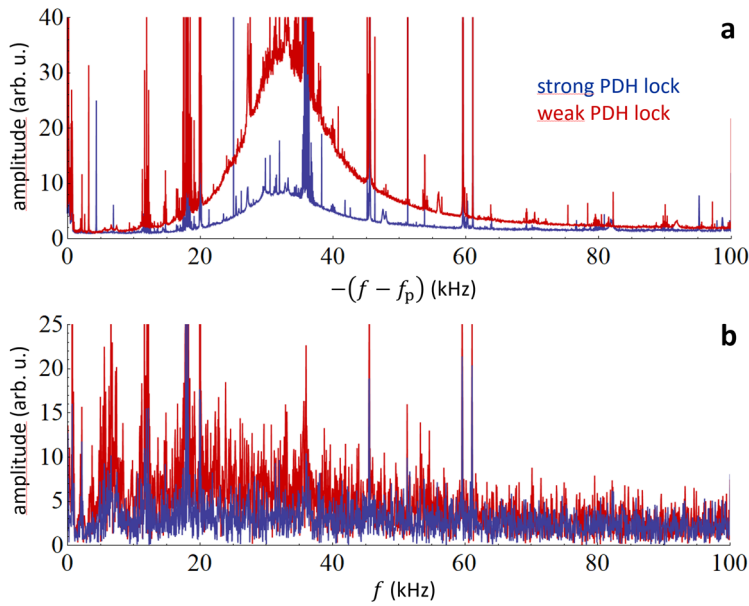 40
a
strong PDH lock
weak PDH lock
30
20
10
0
amplitude (arb. u.)
0 20 40 60 80 100
−(f − fₚ) (kHz)
25
b
20
15
10
5
0
amplitude (arb. u.)
0 20 40 60 80 100
f (kHz)